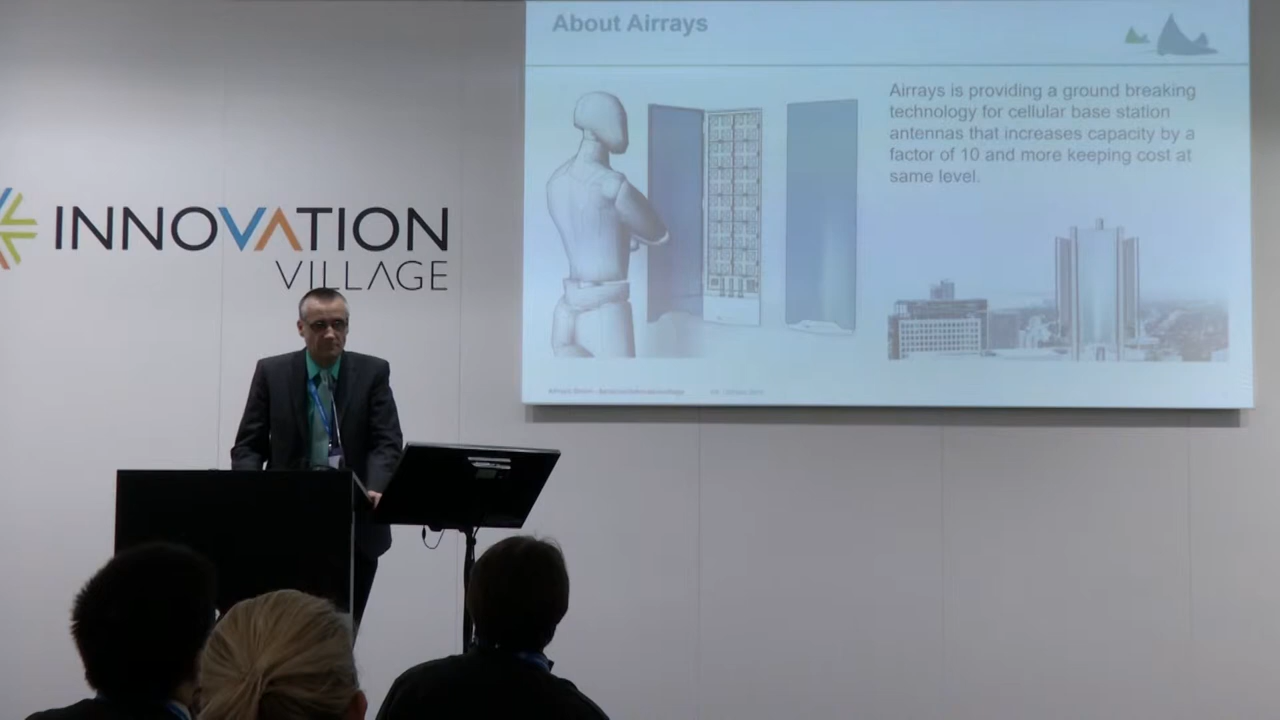 INNOVATION
VILLAGE
About Airrays
Airrays is providing a ground breaking
technology for cellular base station
antennas that increases capacity by a
factor of 10 and more keeping cost at
same level.